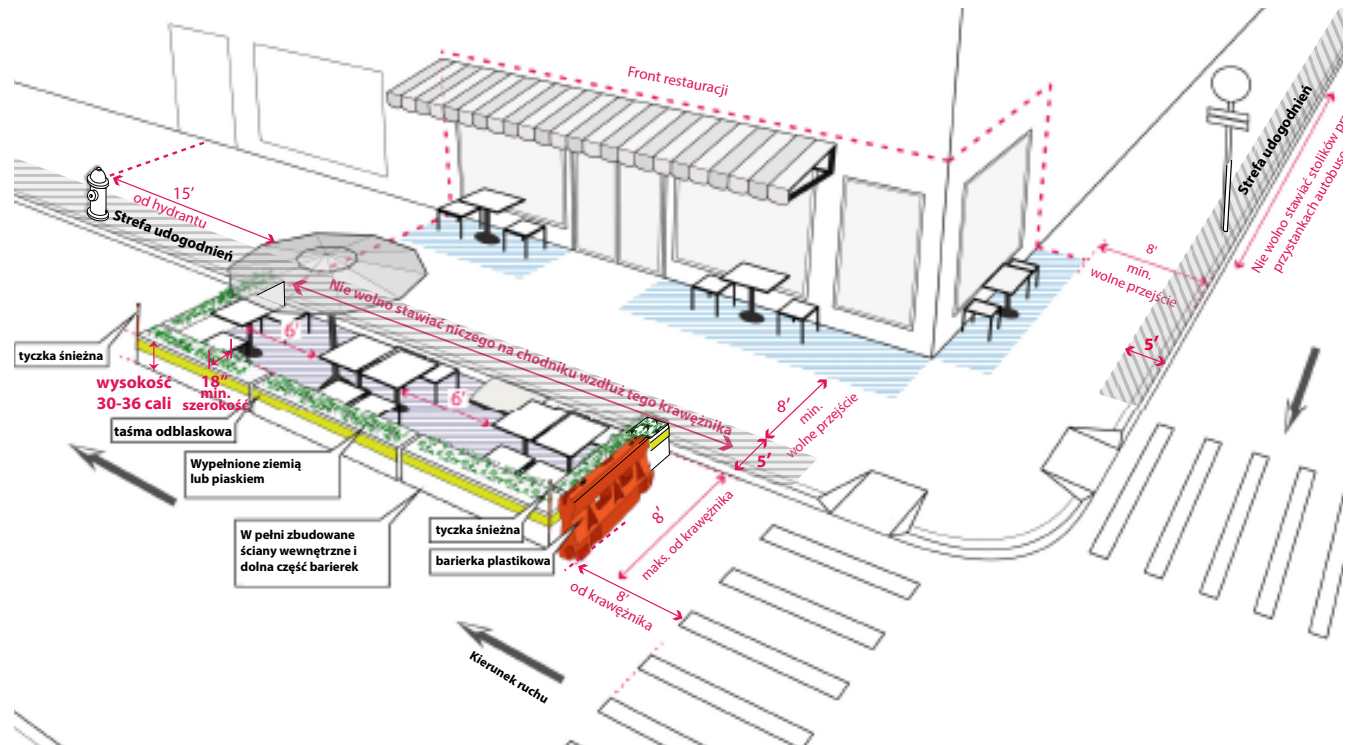 Front restauracji
15′
od hydrantu
Strefa udogodnień
Strefa udogodnień
Nie wolno stawiać stolików
przystankach
8′
min.
wolne przejście
5′
Nie wolno stawiać niczego na chodniku wzdłuż tego krawężnika
6′
6′
tyczka śnieżna
wysokość
30-36 cali
18″
min.
szerokość
taśma odblaskowa
Wypełnione ziemią
lub piaskiem
W pełni zbudowane
ściany wewnętrzne i
dolna część barierek
tyczka śnieżna
barierka plastikowa
8′
min.
wolne przejście
5′
8′
maks. od krawężnika
8′
od krawężnika
Kierunek ruchu